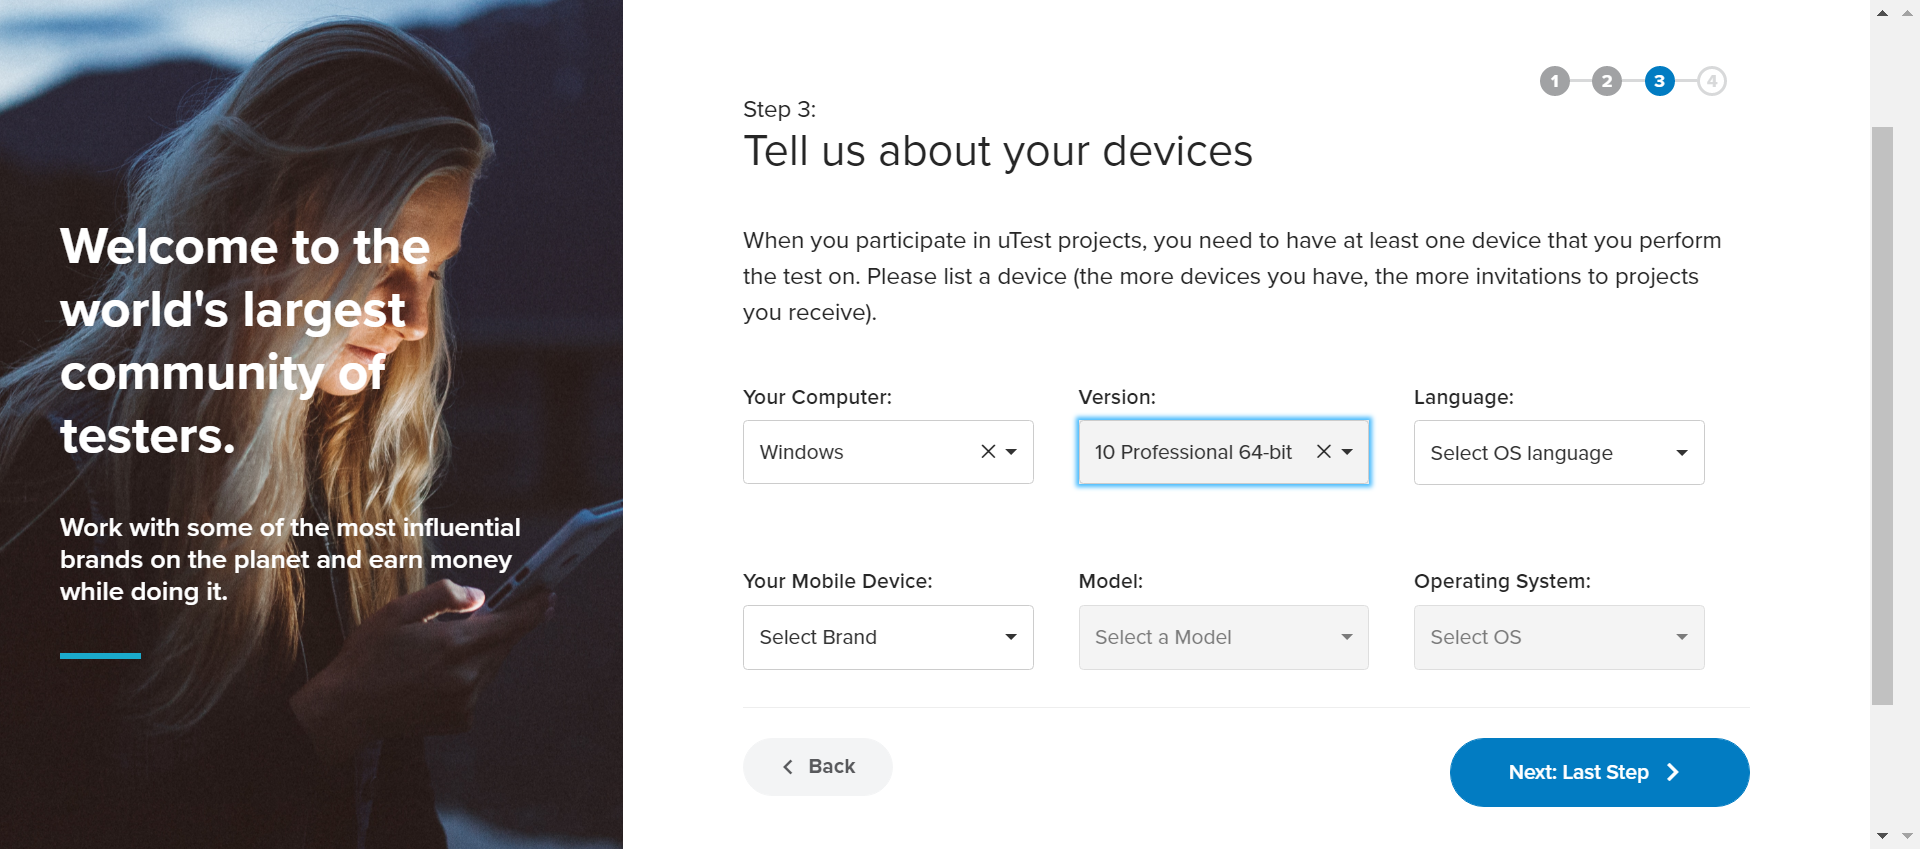 Welcome to the
world's largest
community of
testers.
Work with some of the most influential
brands on the planet and earn money
while doing it.
1 2 3 4
Step 3:
Tell us about your devices
When you participate in uTest projects, you need to have at least one device that you perform
the test on. Please list a device (the more devices you have, the more invitations to projects
you receive).
Your Computer: Version: Language:
Windows 10 Professional 64-bit Select OS language
Your Mobile Device: Model: Operating System:
Select Brand Select a Model Select OS
Back Next: Last Step